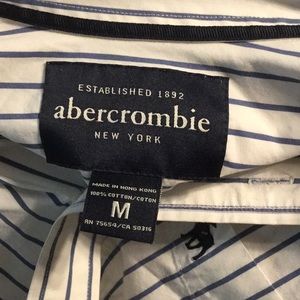 ESTABLISHED 1892
abercrombie
NEW YORK
MADE IN HONG KONG
100% COTTON/COTON
M
RN 75654/CA 50316